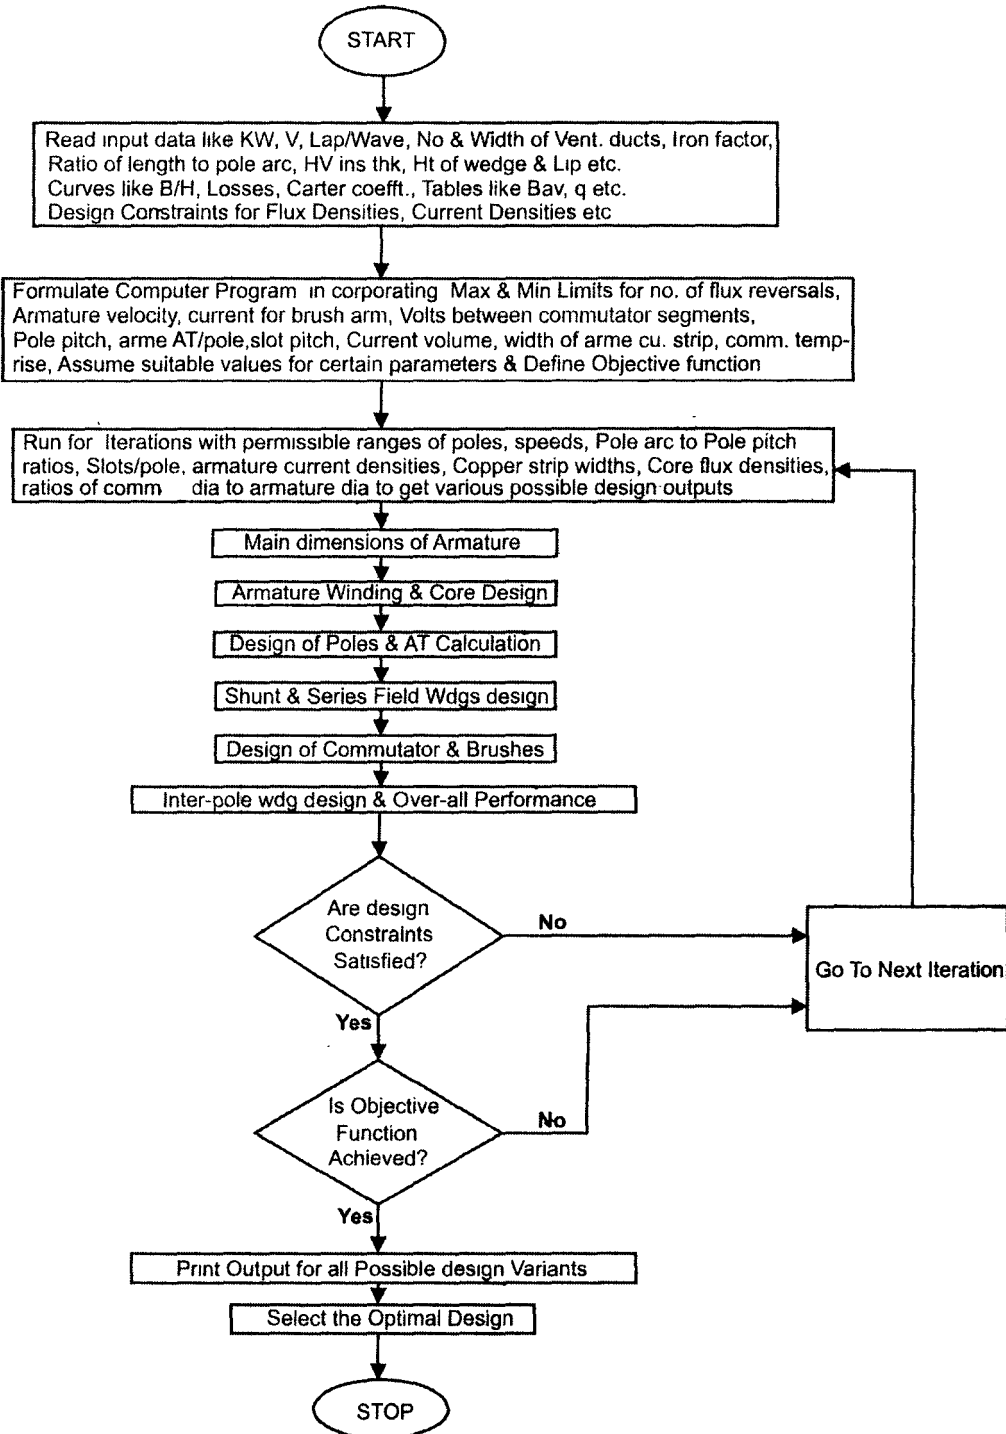 START
Read input data like KW, V, Lap/Wave, No & Width of Vent. ducts, Iron factor,
Ratio of length to pole arc, HV ins thk, Ht of wedge & Lip etc.
Curves like B/H, Losses, Carter coefft., Tables like Bav, q etc.
Design Constraints for Flux Densities, Current Densities etc
Formulate Computer Program in corporating Max & Min Limits for no. of flux reversals,
Armature velocity, current for brush arm, Volts between commutator segments,
Pole pitch, arme AT/pole,slot pitch, Current volume, width of arme cu. strip, comm. temp-
rise, Assume suitable values for certain parameters & Define Objective function
Run for Iterations with permissible ranges of poles, speeds, Pole arc to Pole pitch
ratios, Slots/pole, armature current densities, Copper strip widths, Core flux densities,
ratios of comm dia to armature dia to get various possible design outputs
Main dimensions of Armature
Armature Winding & Core Design
Design of Poles & AT Calculation
Shunt & Series Field Wdgs design
Design of Commutator & Brushes
Inter-pole wdg design & Over-all Performance
Are design
Constraints
Satisfied?
No
Go To Next Iteration
Yes
Is Objective
Function
Achieved?
No
Yes
Print Output for all Possible design Variants
Select the Optimal Design
STOP